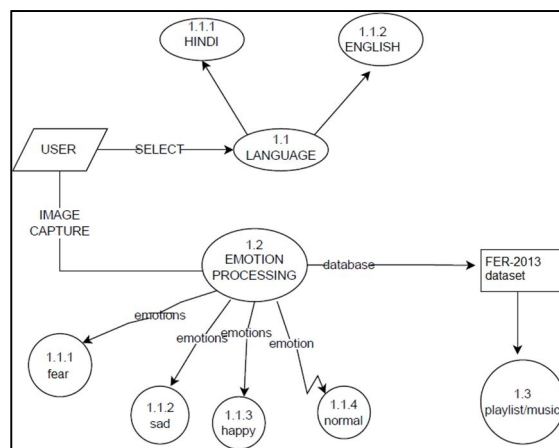 1.1.1
HINDI
1.1.2
ENGLISH
USER
SELECT
1.1
LANGUAGE
IMAGE
CAPTURE
1.2
EMOTION
PROCESSING
database
FER-2013
dataset
emotions
emotions
emotions
emotion
1.1.1
fear
1.1.2
sad
1.1.3
happy
1.1.4
normal
1.3
playlist/music